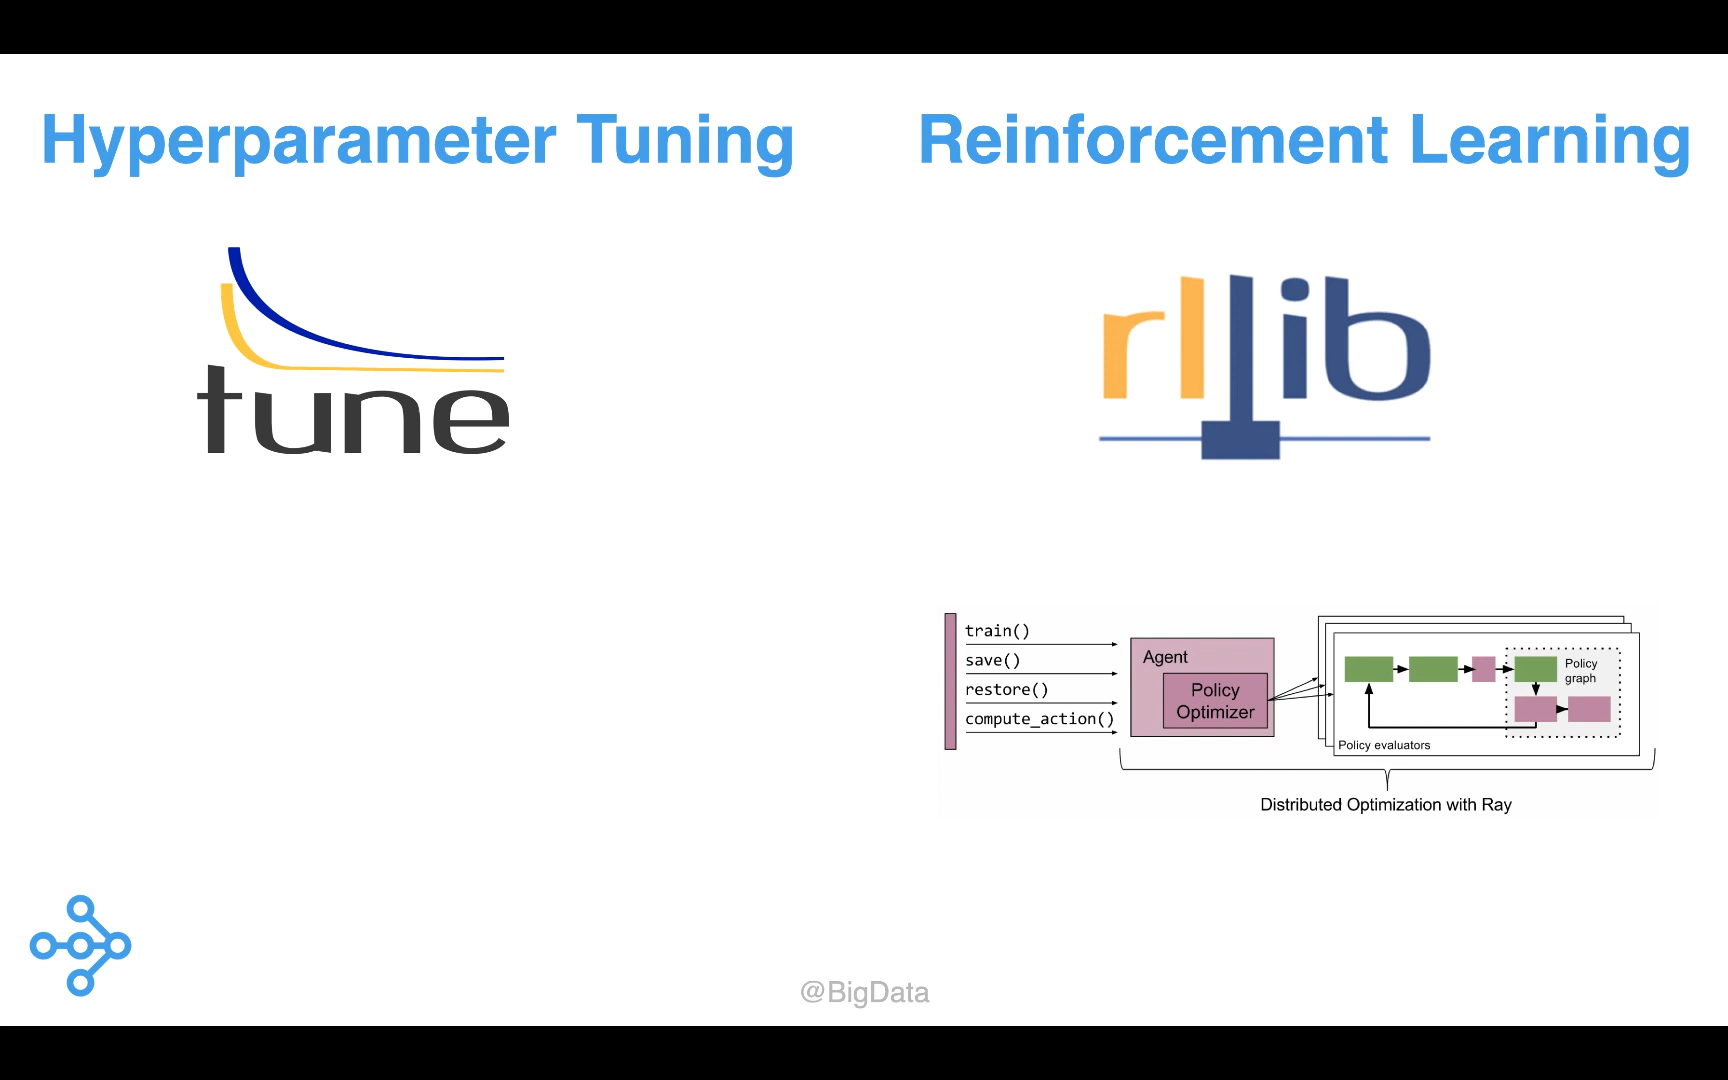 Hyperparameter Tuning
Reinforcement Learning
tune
rllib
train()
save()
restore()
compute_action()
Agent
Policy
Optimizer
Policy
graph
Policy evaluators
Distributed Optimization with Ray
@BigData